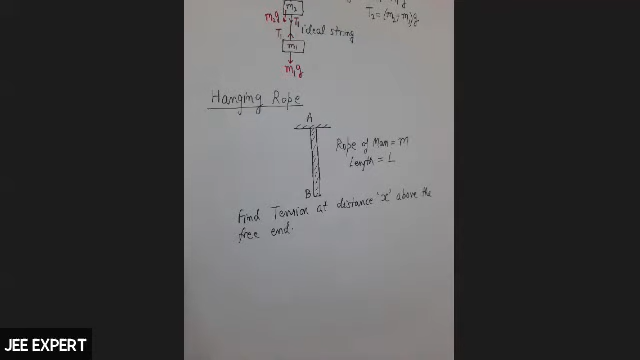 m₂
T₂ = (m₂+m₁)g
m₂g T₁
T₁ ideal string
m₁
m₁g
Hanging Rope
A
Rope of Mass = m
Length = L
B
Find Tension at distance 'x' above the
free end.
JEE EXPERT